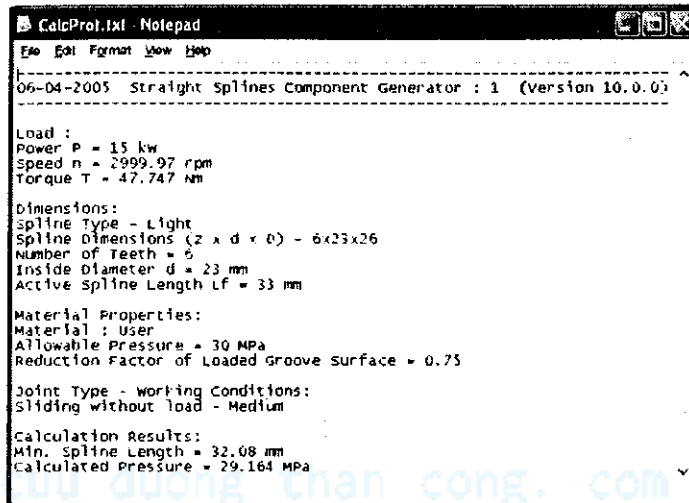 CalcProt.txt - Notepad
File Edit Format View Help
06-04-2005 Straight Splines Component Generator : 1 (Version 10.0.0)
Load :
Power P = 15 kW
Speed n = 2999.97 rpm
Torque T = 47.747 Nm
Dimensions:
Spline Type - Light
Spline Dimensions (z x d x D) - 6x23x26
Number of Teeth = 6
Inside Diameter d = 23 mm
Active Spline Length Lf = 33 mm
Material Properties:
Material : User
Allowable Pressure = 30 MPa
Reduction Factor of Loaded Groove Surface = 0.75
Joint Type - Working Conditions:
Sliding without load - Medium
Calculation Results:
Min. Spline Length = 32.08 mm
Calculated Pressure = 29.164 MPa
cuu duong than cong. com